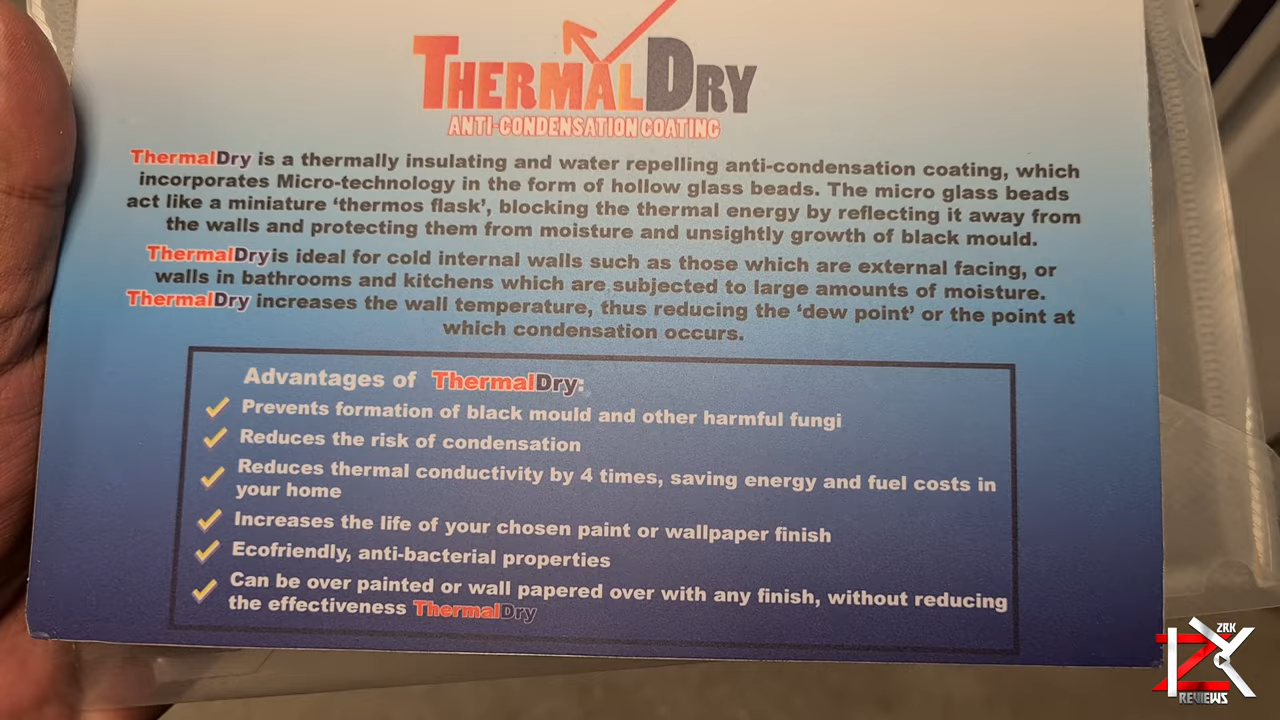 THERMALDRY
ANTI-CONDENSATION COATING
ThermalDry is a thermally insulating and water repelling anti-condensation coating, which
incorporates Micro-technology in the form of hollow glass beads. The micro glass beads
act like a miniature ‘thermos flask’, blocking the thermal energy by reflecting it away from
the walls and protecting them from moisture and unsightly growth of black mould.
ThermalDry is ideal for cold internal walls such as those which are external facing, or
walls in bathrooms and kitchens which are subjected to large amounts of moisture.
ThermalDry increases the wall temperature, thus reducing the ‘dew point’ or the point at
which condensation occurs.
Advantages of ThermalDry:
Prevents formation of black mould and other harmful fungi
Reduces the risk of condensation
Reduces thermal conductivity by 4 times, saving energy and fuel costs in
your home
Increases the life of your chosen paint or wallpaper finish
Ecofriendly, anti-bacterial properties
Can be over painted or wall papered over with any finish, without reducing
the effectiveness ThermalDry
ZRK
ZK
REVIEWS